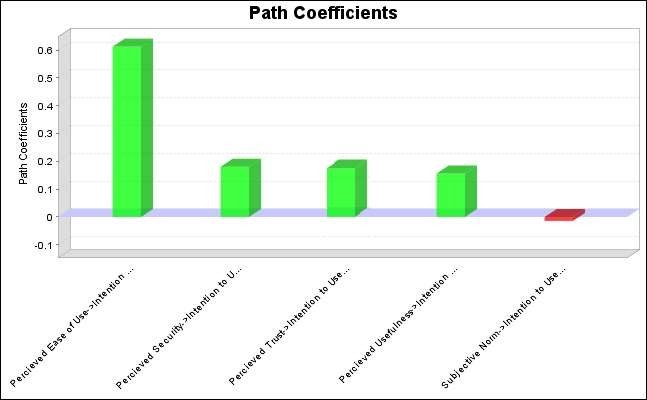 Path Coefficients
Path Coefficients
0.6
0.5
0.4
0.3
0.2
0.1
0
-0.1
Percieved Ease of Use->Intention ...
Percieved Security->Intention to U...
Percieved Trust->Intention to Use...
Percieved Usefulness->Intention ...
Subjective Norm->Intention to Use...